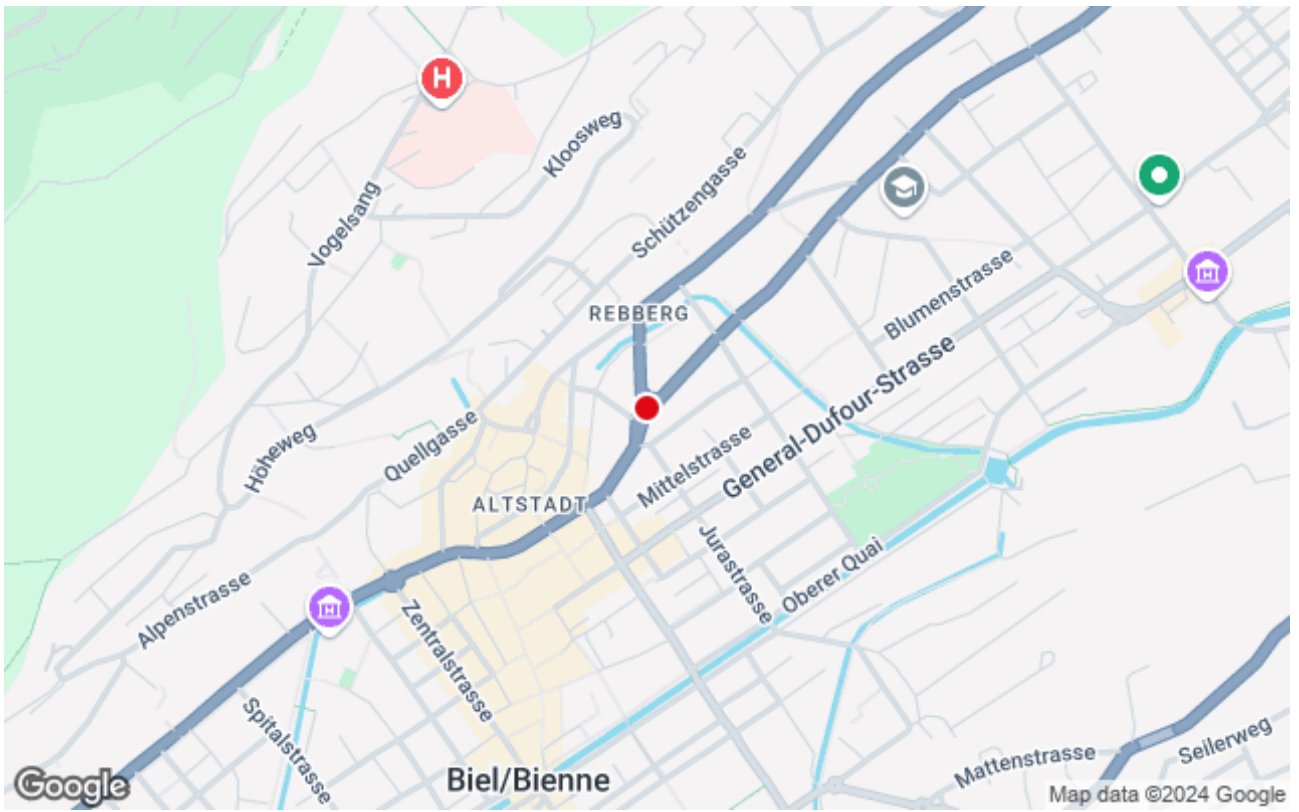 H
Kloosweg
Vogelsang
Schützengasse
REBBERG
Blumenstrasse
General-Dufour-Strasse
Höheweg
Quellgasse
Mittelstrasse
ALTSTADT
Jurastrasse
Oberer Quai
Alpenstrasse
Zentralstrasse
Spitalstrasse
Mattenstrasse
Seilerweg
Biel/Bienne
Google
Map data ©2024 Google